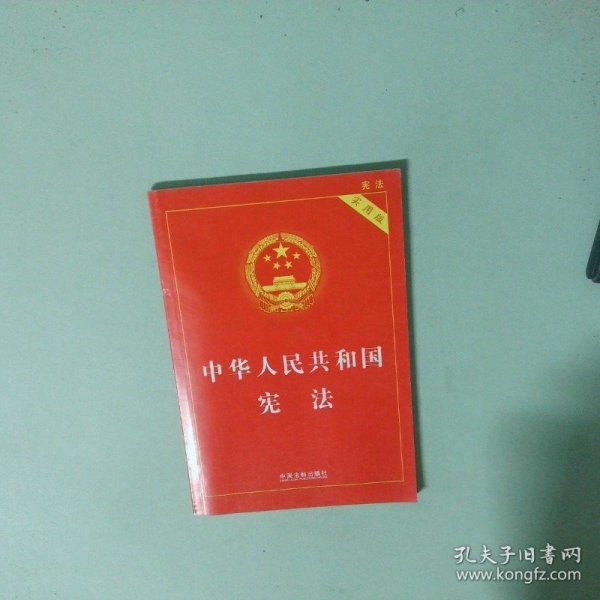 宪法
实用版
中华人民共和国
宪法
中国法制出版社
孔夫子旧书网
www.kongfz.com